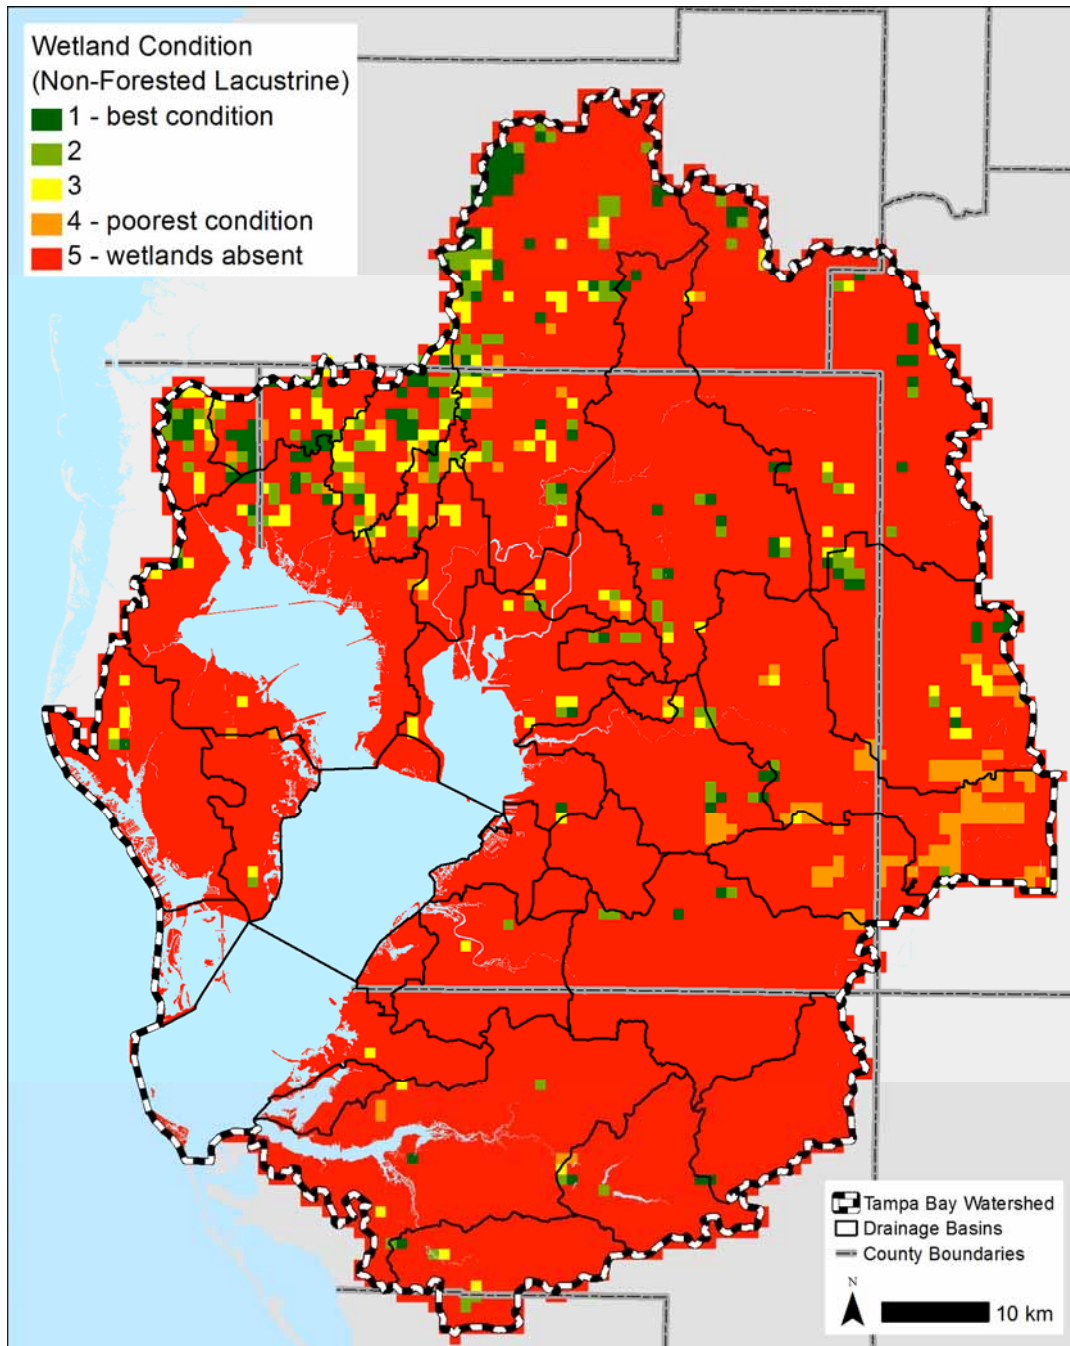 Wetland Condition
(Non-Forested Lacustrine)
1 - best condition
2
3
4 - poorest condition
5 - wetlands absent
Tampa Bay Watershed
Drainage Basins
County Boundaries
N
10 km